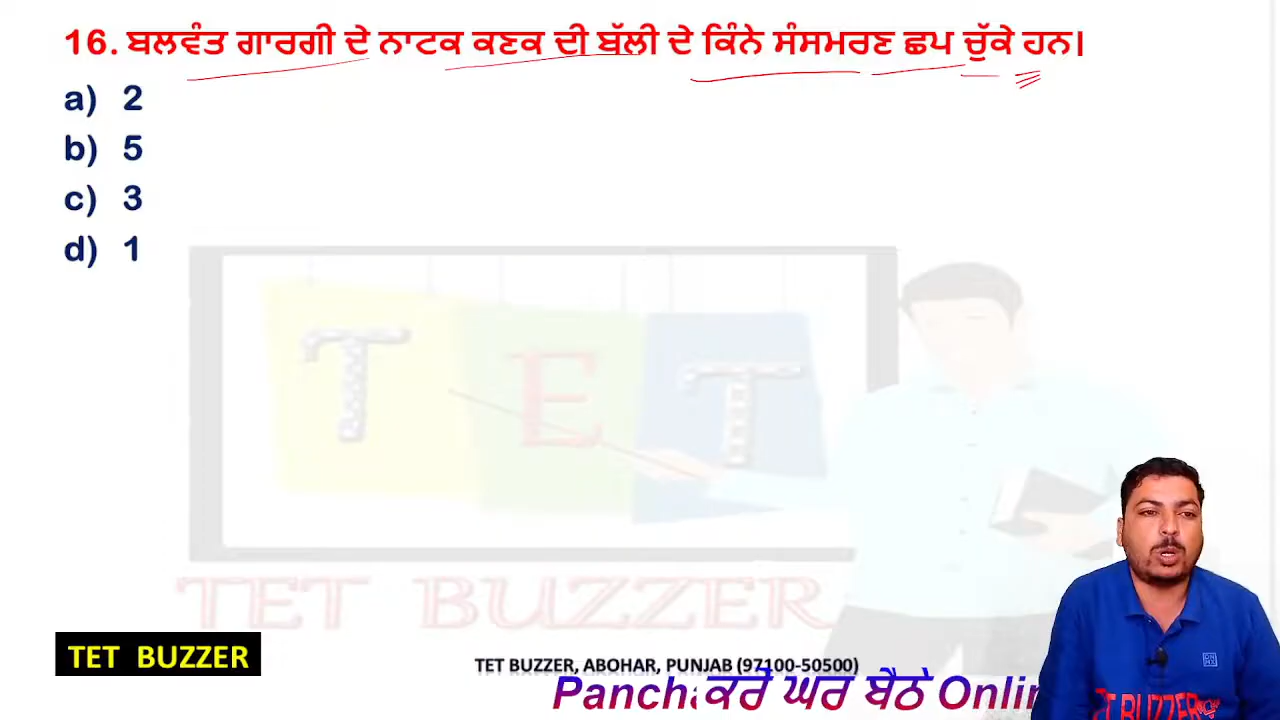 16. ਬਲਵੰਤ ਗਾਰਗੀ ਦੇ ਨਾਟਕ ਕਣਕ ਦੀ ਬੱਲੀ ਦੇ ਕਿੰਨੇ ਸੰਸਮਰਣ ਛਪ ਚੁੱਕੇ ਹਨ।
a) 2
b) 5
c) 3
d) 1
TET
TET BUZZER
TET BUZZER
TET BUZZER, ABOHAR, PUNJAB (97100-50500)
ਕਰੋ ਘਰ ਬੈਠੇ